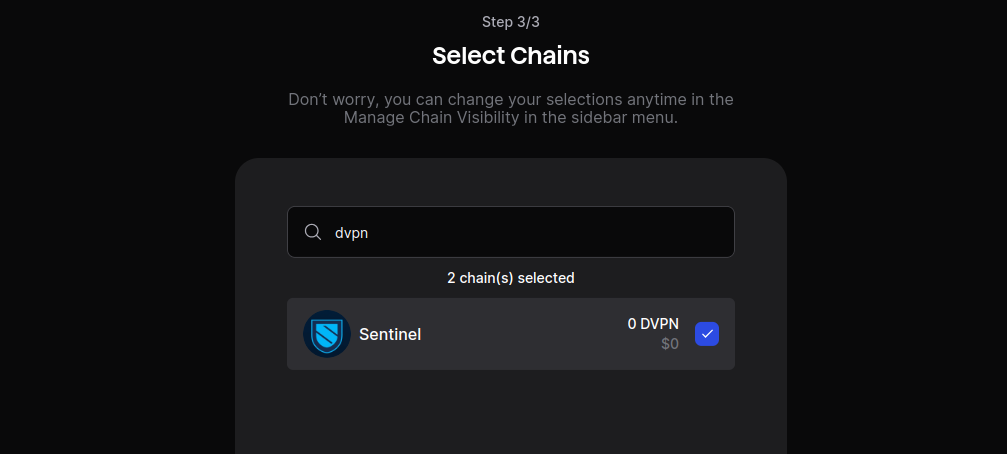 Step 3/3
Select Chains
Don’t worry, you can change your selections anytime in the
Manage Chain Visibility in the sidebar menu.
dvpn
2 chain(s) selected
Sentinel
0 DVPN
$0